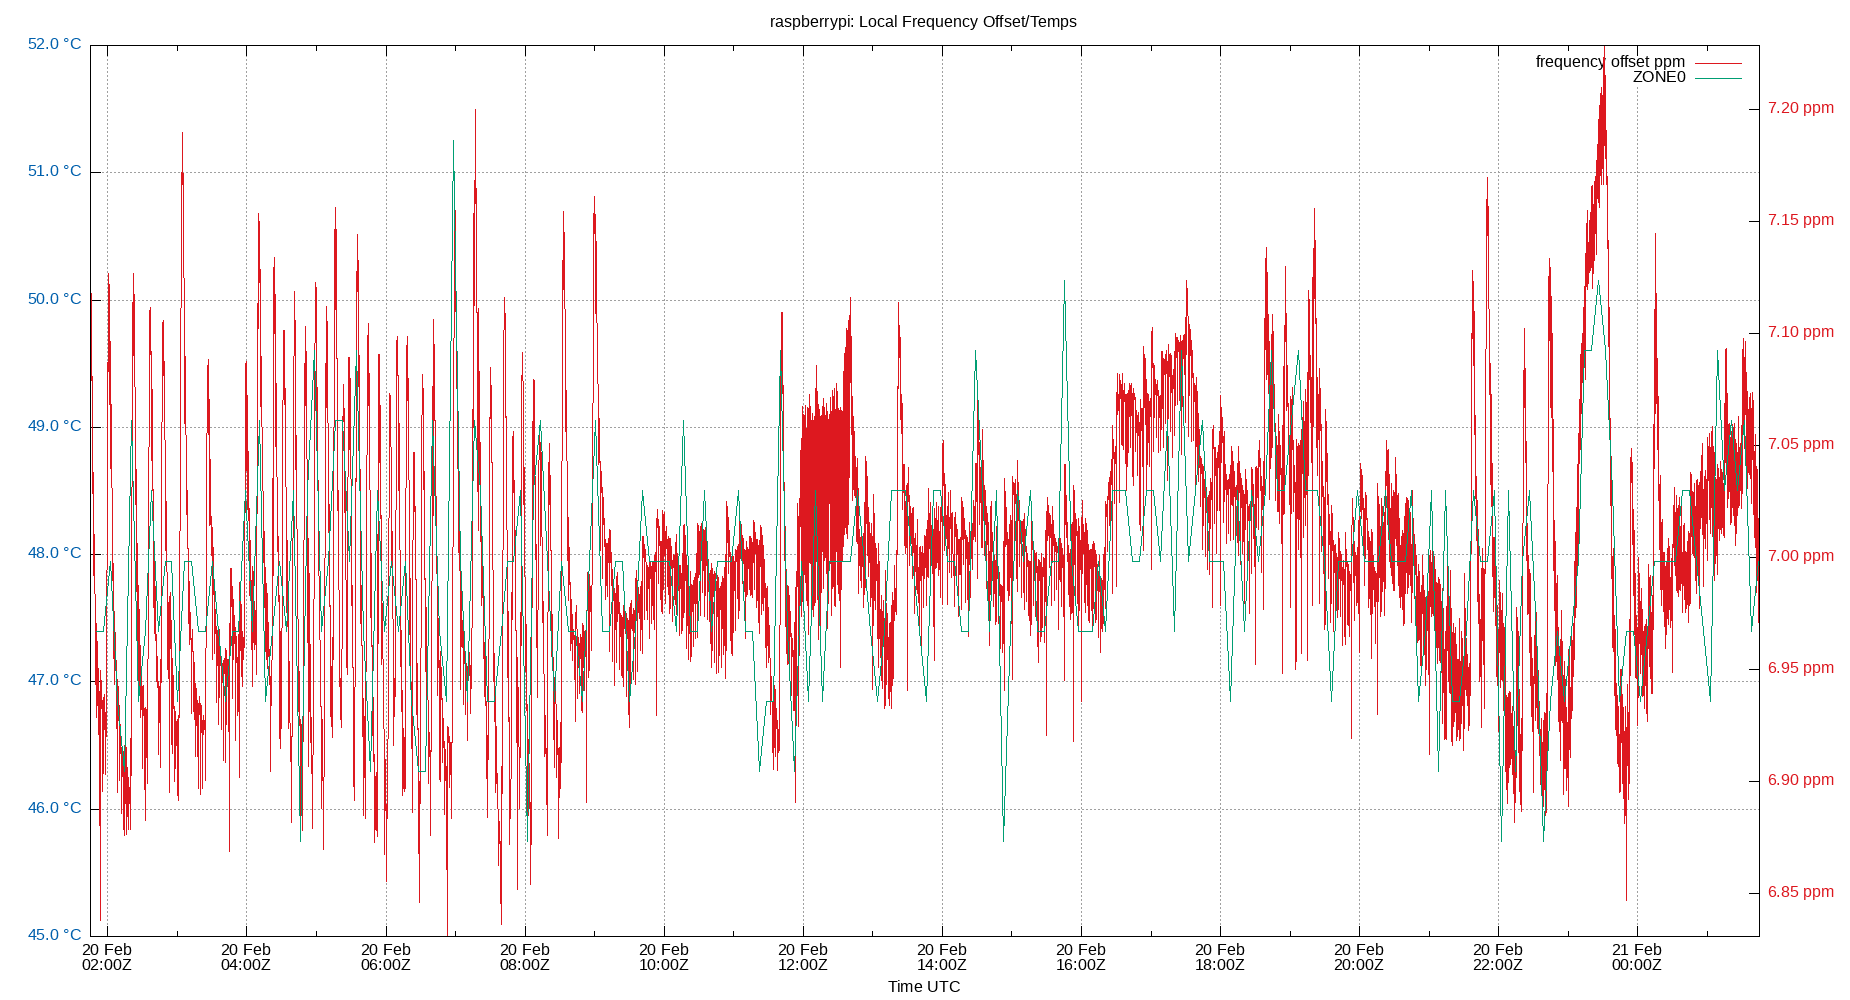 raspberrypi: Local Frequency Offset/Temps
52.0 °C
51.0 °C
50.0 °C
49.0 °C
48.0 °C
47.0 °C
46.0 °C
45.0 °C
frequency offset ppm
ZONE0
7.20 ppm
7.15 ppm
7.10 ppm
7.05 ppm
7.00 ppm
6.95 ppm
6.90 ppm
6.85 ppm
20 Feb 20 Feb 20 Feb 20 Feb 20 Feb 20 Feb 20 Feb 20 Feb 20 Feb 20 Feb 20 Feb 21 Feb
02:00Z 04:00Z 06:00Z 08:00Z 10:00Z 12:00Z 14:00Z 16:00Z 18:00Z 20:00Z 22:00Z 00:00Z
Time UTC